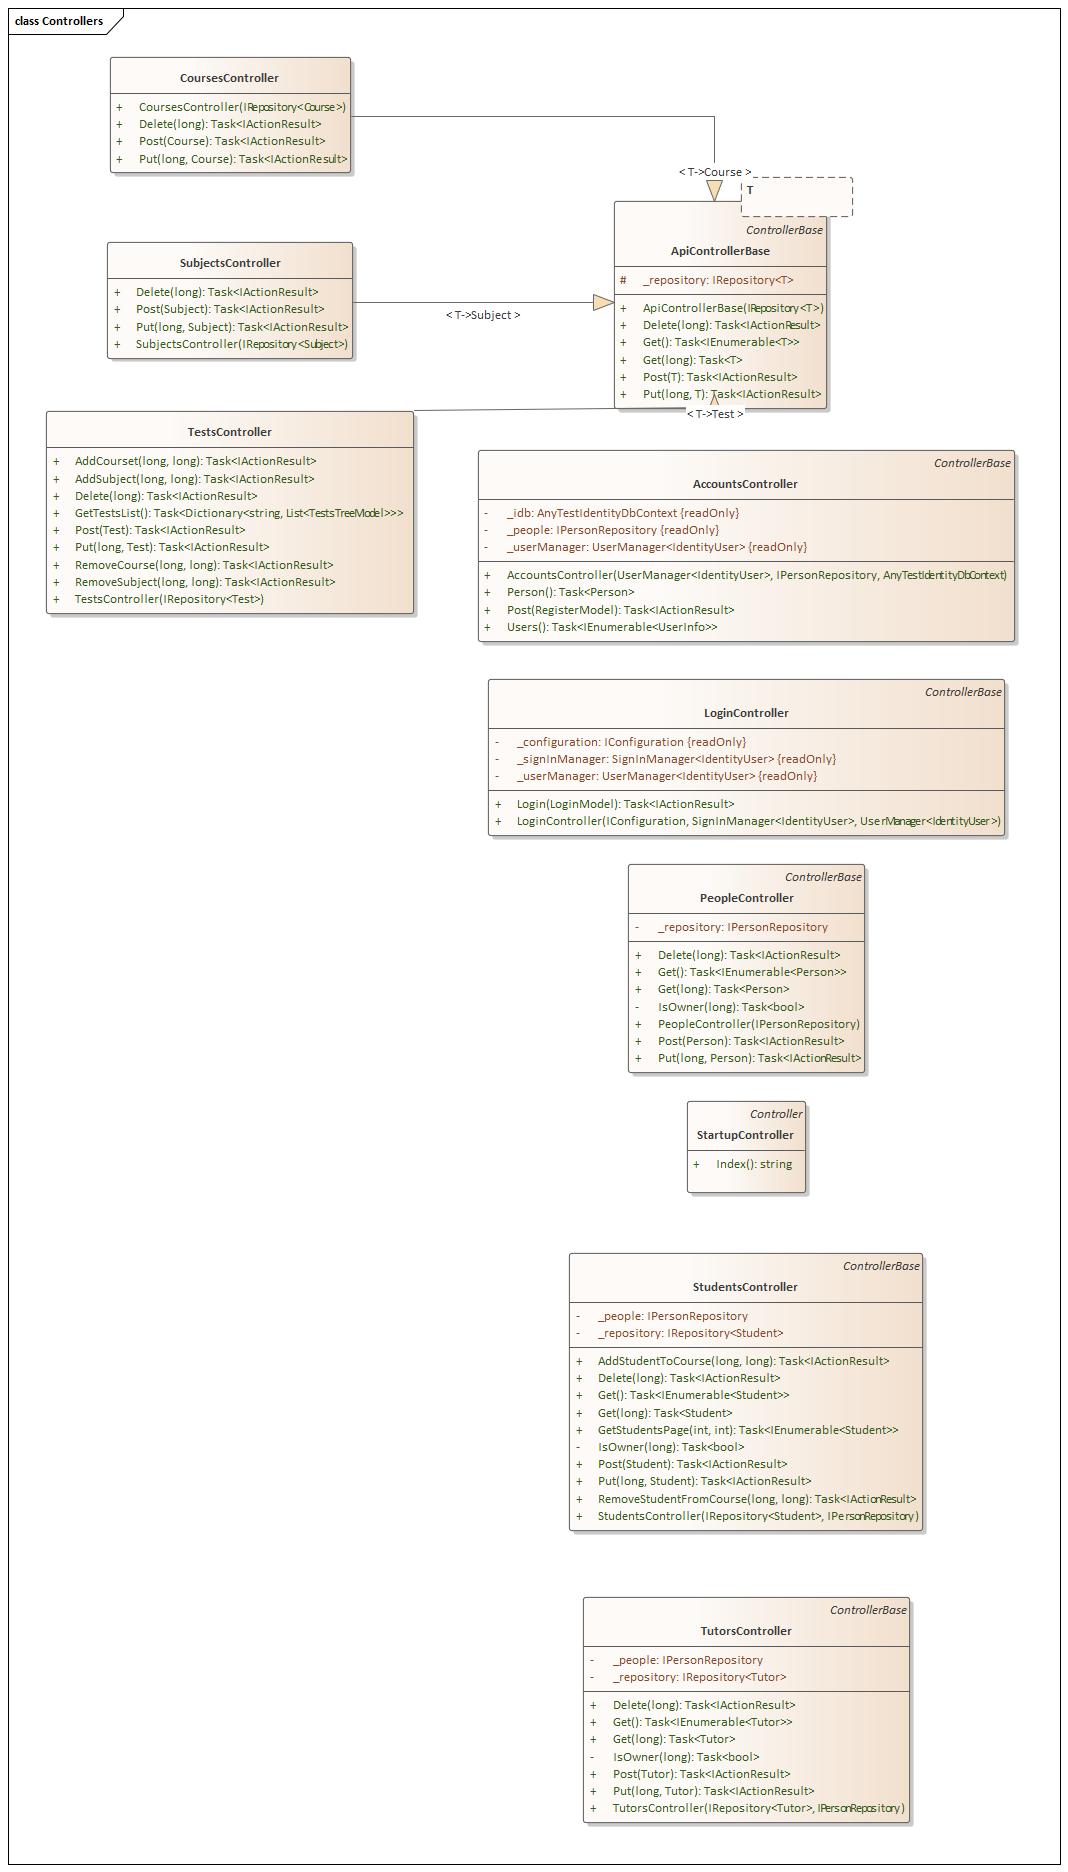 class Controllers
CoursesController
+ CoursesController(IRepository<Course>)
+ Delete(long): Task<IActionResult>
+ Post(Course): Task<IActionResult>
+ Put(long, Course): Task<IActionResult>
< T->Course >
T
SubjectsController
+ Delete(long): Task<IActionResult>
+ Post(Subject): Task<IActionResult>
+ Put(long, Subject): Task<IActionResult>
+ SubjectsController(IRepository<Subject>)
< T->Subject >
ControllerBase
ApiControllerBase
# _repository: IRepository<T>
+ ApiControllerBase(IRepository<T>)
+ Delete(long): Task<IActionResult>
+ Get(): Task<IEnumerable<T>>
+ Get(long): Task<T>
+ Post(T): Task<IActionResult>
+ Put(long, T): Task<IActionResult>
< T->Test >
TestsController
+ AddCourset(long, long): Task<IActionResult>
+ AddSubject(long, long): Task<IActionResult>
+ Delete(long): Task<IActionResult>
+ GetTestsList(): Task<Dictionary<string, List<TestsTreeModel>>>
+ Post(Test): Task<IActionResult>
+ Put(long, Test): Task<IActionResult>
+ RemoveCourse(long, long): Task<IActionResult>
+ RemoveSubject(long, long): Task<IActionResult>
+ TestsController(IRepository<Test>)
ControllerBase
AccountsController
- _idb: AnyTestIdentityDbContext {readOnly}
- _people: IPersonRepository {readOnly}
- _userManager: UserManager<IdentityUser> {readOnly}
+ AccountsController(UserManager<IdentityUser>, IPersonRepository, AnyTestIdentityDbContext)
+ Person(): Task<Person>
+ Post(RegisterModel): Task<IActionResult>
+ Users(): Task<IEnumerable<UserInfo>>
ControllerBase
LoginController
- _configuration: IConfiguration {readOnly}
- _signInManager: SignInManager<IdentityUser> {readOnly}
- _userManager: UserManager<IdentityUser> {readOnly}
+ Login(LoginModel): Task<IActionResult>
+ LoginController(IConfiguration, SignInManager<IdentityUser>, UserManager<IdentityUser>)
ControllerBase
PeopleController
- _repository: IPersonRepository
+ Delete(long): Task<IActionResult>
+ Get(): Task<IEnumerable<Person>>
+ Get(long): Task<Person>
- IsOwner(long): Task<bool>
+ PeopleController(IPersonRepository)
+ Post(Person): Task<IActionResult>
+ Put(long, Person): Task<IActionResult>
Controller
StartupController
+ Index(): string
ControllerBase
StudentsController
- _people: IPersonRepository
- _repository: IRepository<Student>
+ AddStudentToCourse(long, long): Task<IActionResult>
+ Delete(long): Task<IActionResult>
+ Get(): Task<IEnumerable<Student>>
+ Get(long): Task<Student>
+ GetStudentsPage(int, int): Task<IEnumerable<Student>>
- IsOwner(long): Task<bool>
+ Post(Student): Task<IActionResult>
+ Put(long, Student): Task<IActionResult>
+ RemoveStudentFromCourse(long, long): Task<IActionResult>
+ StudentsController(IRepository<Student>, IPersonRepository)
ControllerBase
TutorsController
- _people: IPersonRepository
- _repository: IRepository<Tutor>
+ Delete(long): Task<IActionResult>
+ Get(): Task<IEnumerable<Tutor>>
+ Get(long): Task<Tutor>
- IsOwner(long): Task<bool>
+ Post(Tutor): Task<IActionResult>
+ Put(long, Tutor): Task<IActionResult>
+ TutorsController(IRepository<Tutor>, IPersonRepository)